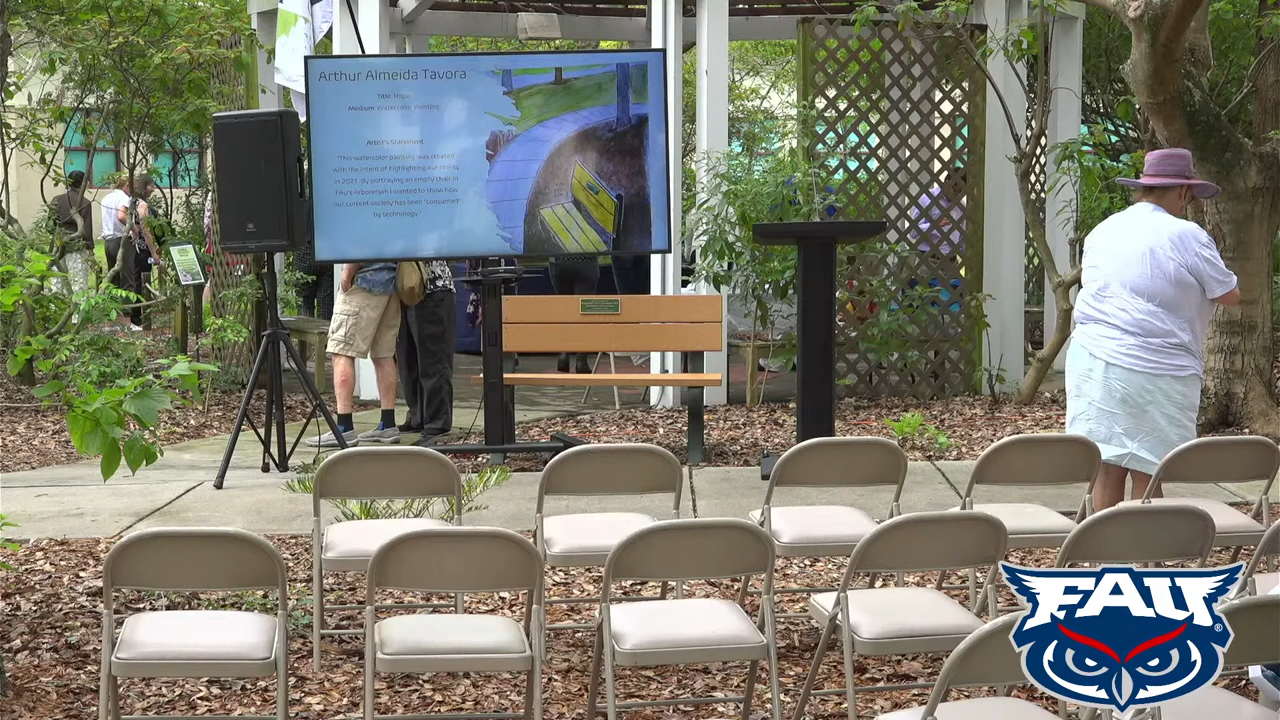 Arthur Almeida Tavora
Title: Hope
Medium: Watercolor Painting
Artist's Statement
"This watercolor painting was created
with the intent of highlighting our reality
in 2021. By portraying an empty chair in
FAU's Arboretum I wanted to show how
our current society has been "consumed"
by technology."
FAU
®